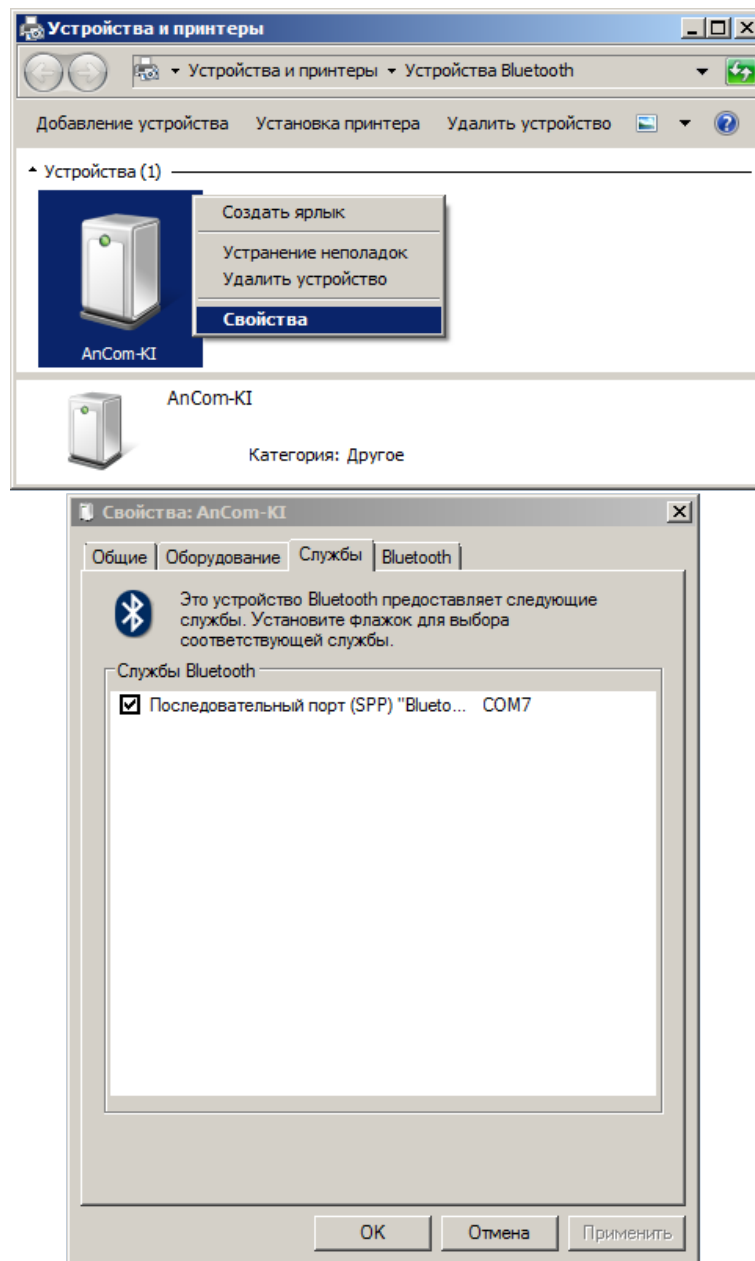 Устройства и принтеры
Устройства и принтеры Устройства Bluetooth
Добавление устройства Установка принтера Удалить устройство
Устройства (1)
Создать ярлык
Устранение неполадок
Удалить устройство
Свойства
AnCom-KI
AnCom-KI
Категория: Другое
Свойства: AnCom-KI
Общие Оборудование Службы Bluetooth
Это устройство Bluetooth предоставляет следующие
службы. Установите флажок для выбора
соответствующей службы.
Службы Bluetooth
Последовательный порт (SPP) "Blueto... COM7
OK Отмена Применить